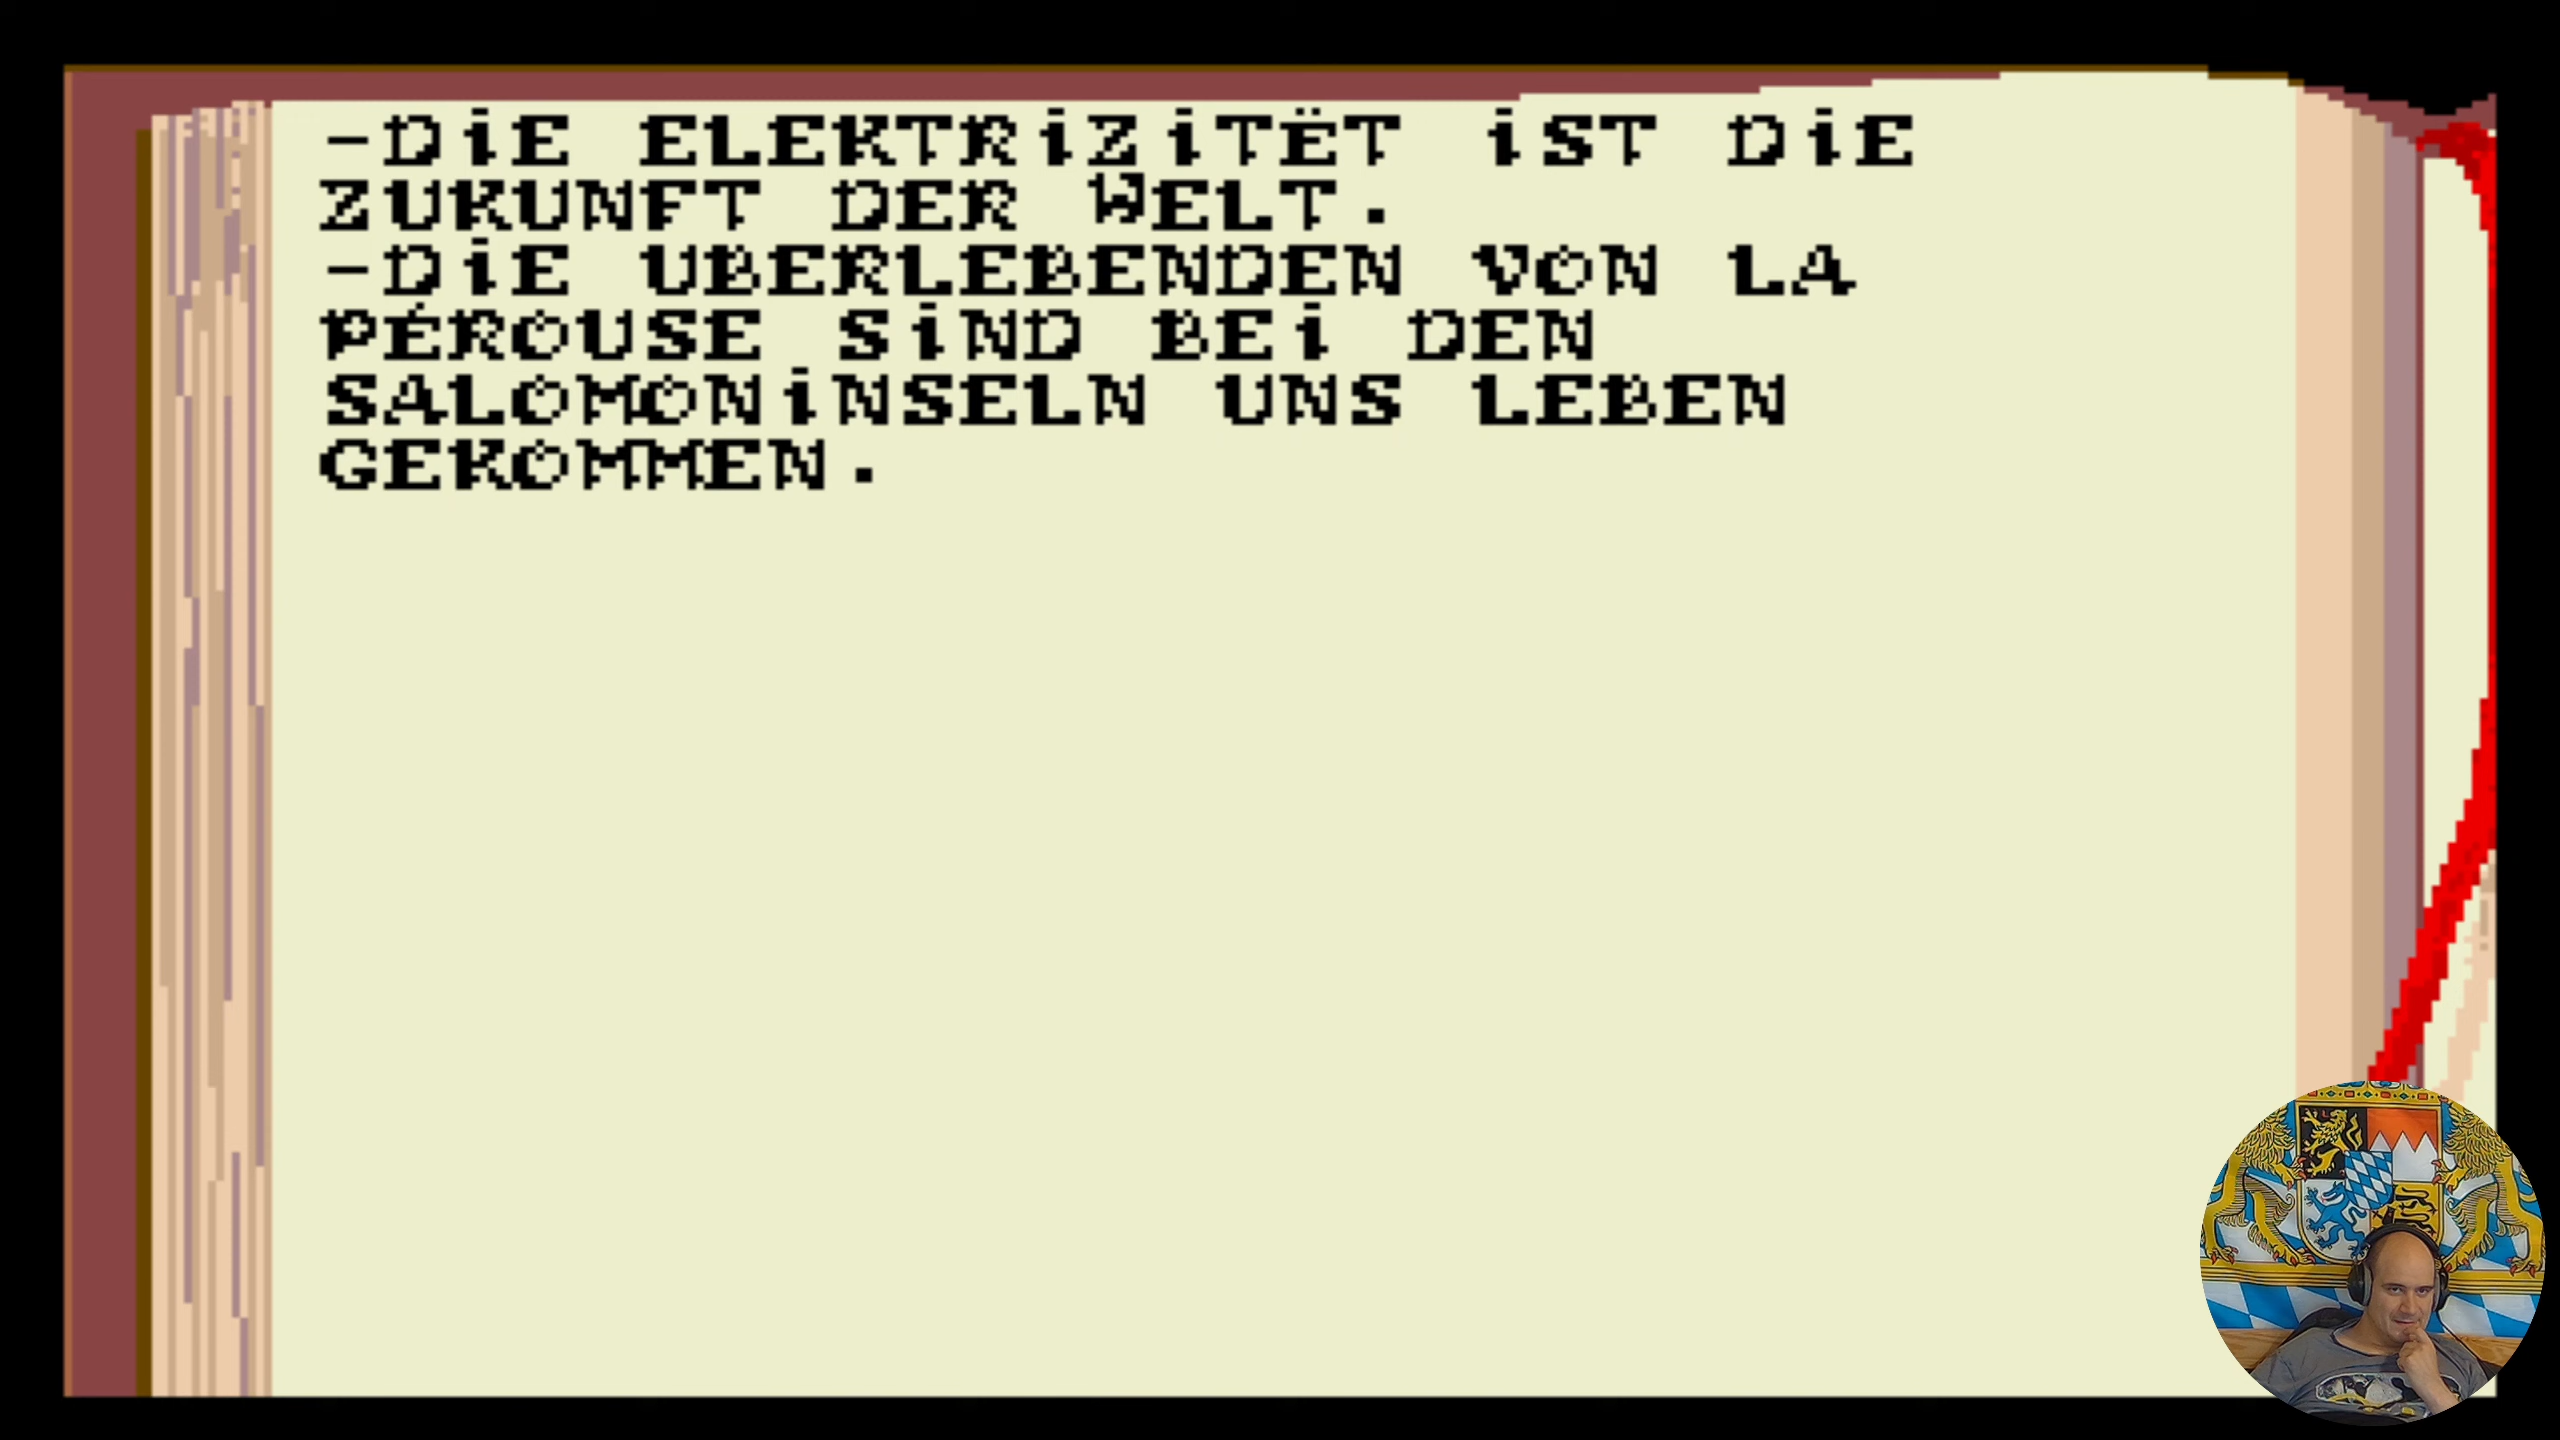 -DiE ELEKTRiZiTËT iST DiE
ZUKUNFT DER WELT.
-DiE UBERLEBENDEN VON LA
PÉROUSE SiND BEi DEN
SALOMONiNSELN UNS LEBEN
GEKOMMEN.